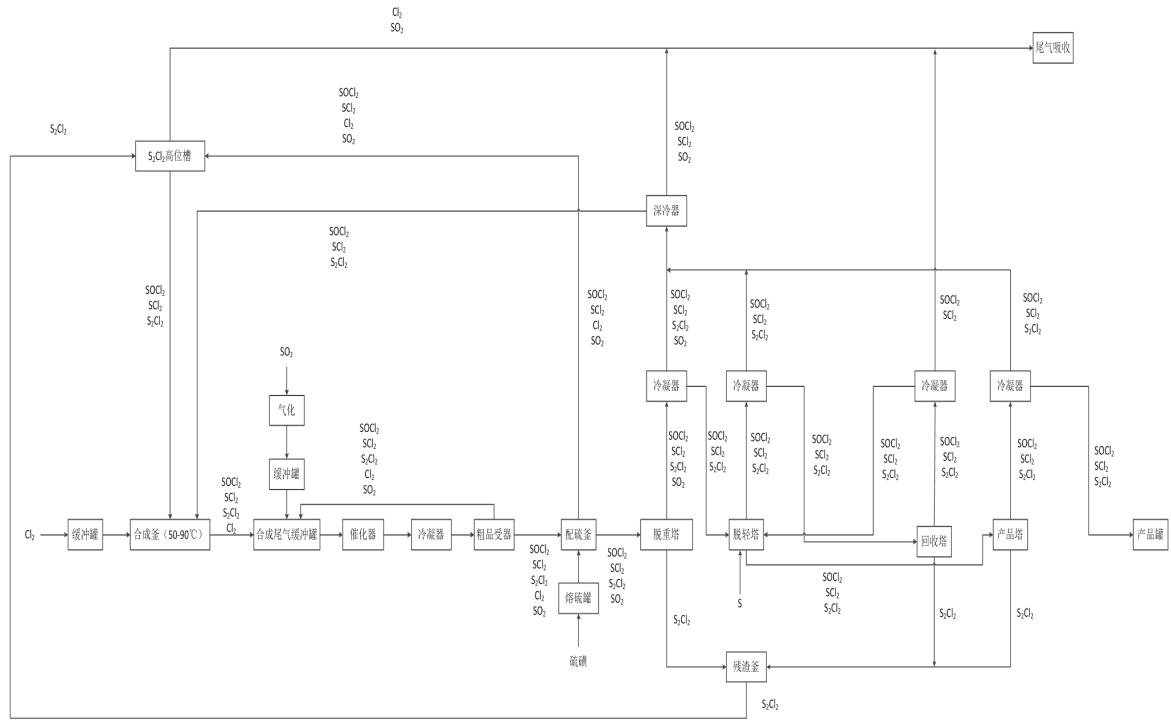 Cl₂
SO₂
尾气吸收
SOCl₂
SCl₂
Cl₂
SO₂
S₂Cl₂
SOCl₂
SCl₂
SO₂
S₂Cl₂高位槽
深冷器
SOCl₂
SCl₂
S₂Cl₂
SOCl₂
SCl₂
S₂Cl₂
SOCl₂
SCl₂
Cl₂
SO₂
SOCl₂
SCl₂
S₂Cl₂
SO₂
SOCl₂
SCl₂
S₂Cl₂
SOCl₂
SCl₂
SOCl₂
SCl₂
S₂Cl₂
SO₂
冷凝器
冷凝器
冷凝器
冷凝器
气化
SOCl₂
SCl₂
S₂Cl₂
Cl₂
SO₂
SOCl₂
SCl₂
S₂Cl₂
SO₂
SOCl₂
SCl₂
S₂Cl₂
SOCl₂
SCl₂
S₂Cl₂
SOCl₂
SCl₂
S₂Cl₂
SOCl₂
SCl₂
S₂Cl₂
SOCl₂
SCl₂
S₂Cl₂
SOCl₂
SCl₂
S₂Cl₂
SOCl₂
SCl₂
S₂Cl₂
缓冲罐
SOCl₂
SCl₂
S₂Cl₂
Cl₂
Cl₂
缓冲罐
合成釜（50-90℃）
合成尾气缓冲罐
催化器
冷凝器
粗品受器
配硫釜
脱重塔
脱轻塔
回收塔
产品塔
产品罐
SOCl₂
SCl₂
S₂Cl₂
Cl₂
SO₂
SOCl₂
SCl₂
S₂Cl₂
SO₂
熔硫罐
S
SOCl₂
SCl₂
S₂Cl₂
S₂Cl₂
S₂Cl₂
S₂Cl₂
硫磺
残渣釜
S₂Cl₂